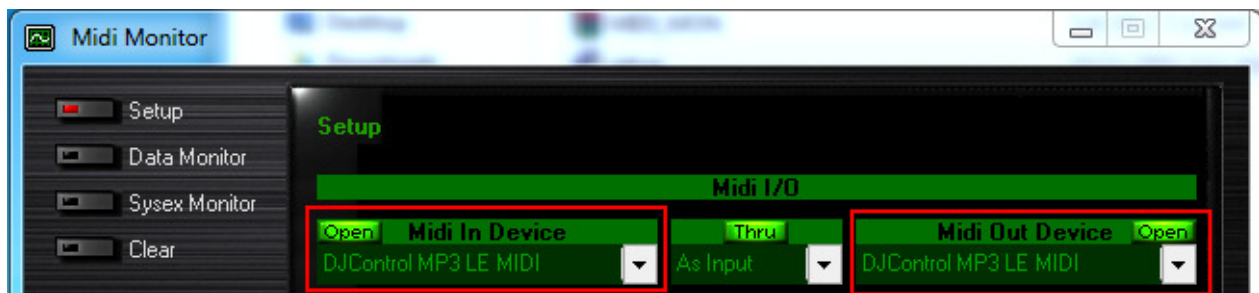 Midi Monitor
Setup
Data Monitor
Sysex Monitor
Clear
Setup
Midi I/O
Open Midi In Device Thru Midi Out Device Open
DJControl MP3 LE MIDI As Input DJControl MP3 LE MIDI